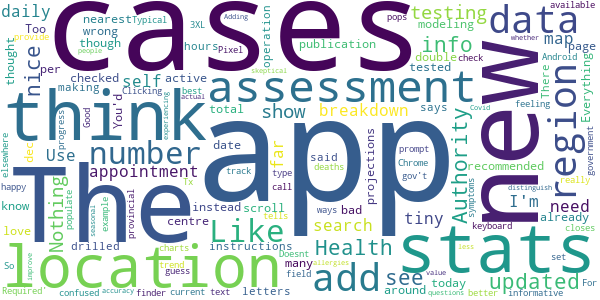 cases
app
The
new
think
stats
location
assessment
data
region
add
number
Like
Health
Authority
updated
info
nice
show
see
testing
map
breakdown
appointment
Nothing
search
far
tiny
need
I'm
self
daily
instead
centre
scroll
Use
projections
hours
though
nearest
Too
wrong
per
thought
making
Typical
checked
clicking
active
best
operation
publication
modeling
tested
double
says
check
Pixel
3XL
pops
available
page
Android
There
feeling
Everything
whether
Adding
provide
people
skeptical
Covid
actual
experiencing
total
You'd
Good
progress
dec
elsewhere
know
love
happy
populate
example
seasonal
So
improve
confused
accuracy
Required'
drilled
provincial
tells
charts
trend
guess
finder
current
text
letters
field
many
Doesnt
allergies
instructions
call
type
Tx
track
date
said
deaths
ways
bad
prompt
Chrome
gov't
recommended
symptoms
already
distinguish
really
government
keyboard
closes
today
around
less
value
questions
better
informative
set
For